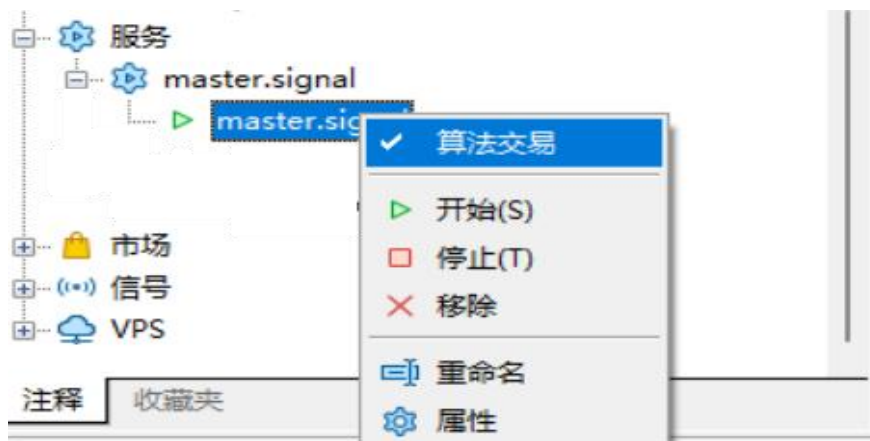 服务
master.signal
master.sig
算法交易
开始(S)
停止(T)
移除
重命名
属性
市场
信号
VPS
注释
收藏夹